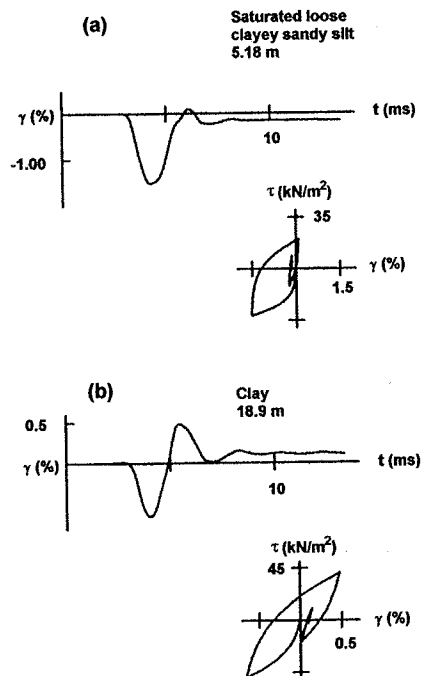 (a)
Saturated loose
clayey sandy silt
5.18 m
γ (%)
t (ms)
10
-1.00
τ (kN/m²)
35
γ (%)
1.5
(b)
Clay
18.9 m
0.5
γ (%)
t (ms)
10
τ (kN/m²)
45
γ (%)
0.5